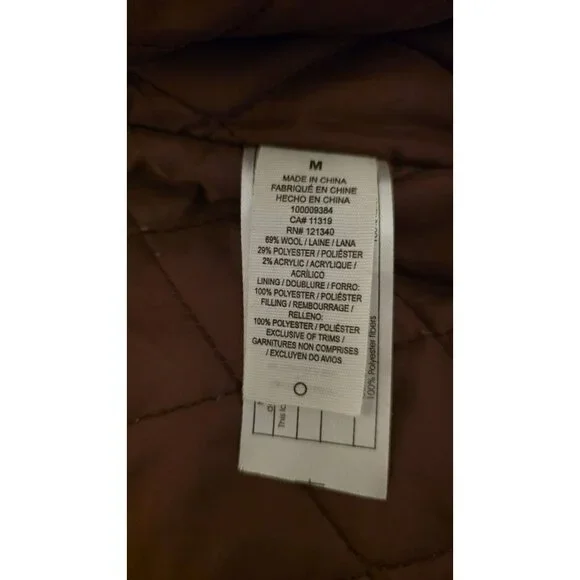 M
MADE IN CHINA
FABRIQUÉ EN CHINE
HECHO EN CHINA
100009384
CA# 11319
RN# 121340
69% WOOL / LAINE / LANA
29% POLYESTER / POLIÉSTER
2% ACRYLIC / ACRYLIQUE /
ACRÍLICO
LINING / DOUBLURE / FORRO:
100% POLYESTER / POLIÉSTER
FILLING / REMBOURRAGE /
RELLENO:
100% POLYESTER / POLIÉSTER
EXCLUSIVE OF TRIMS /
GARNITURES NON COMPRISES
/ EXCLUYEN DO AVIOS
100% Polyester fibers